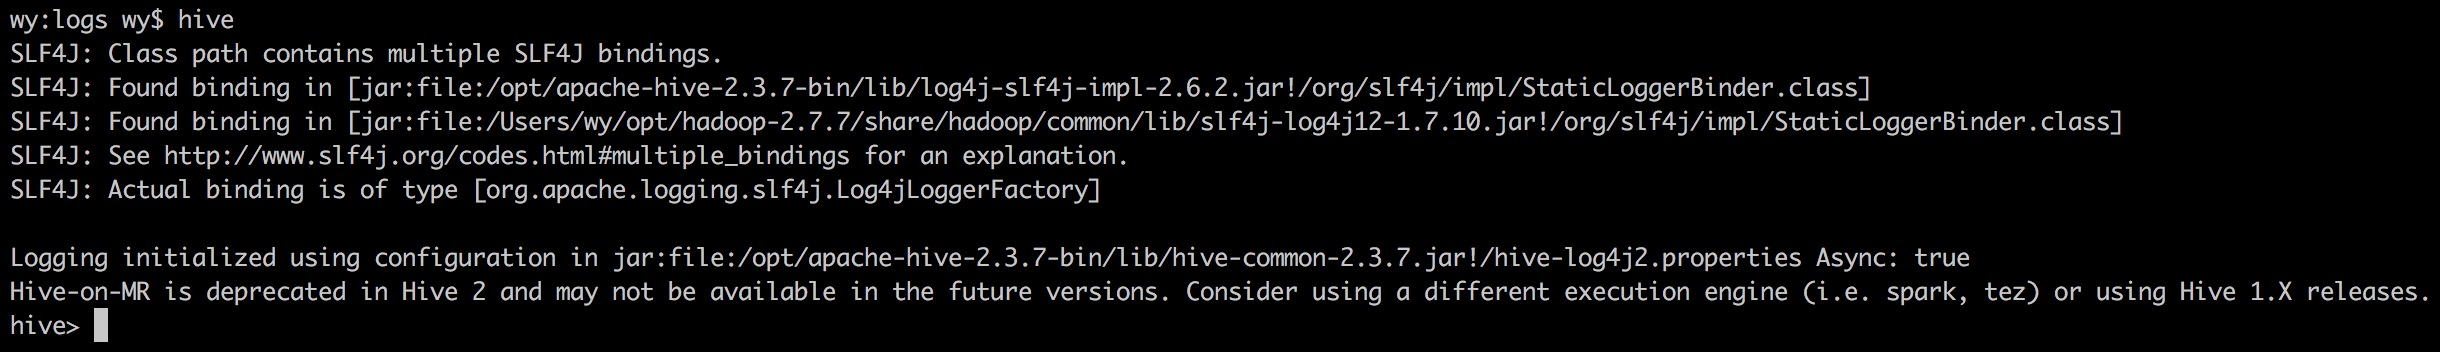 wy:logs wy$ hive
SLF4J: Class path contains multiple SLF4J bindings.
SLF4J: Found binding in [jar:file:/opt/apache-hive-2.3.7-bin/lib/log4j-slf4j-impl-2.6.2.jar!/org/slf4j/impl/StaticLoggerBinder.class]
SLF4J: Found binding in [jar:file:/Users/wy/opt/hadoop-2.7.7/share/hadoop/common/lib/slf4j-log4j12-1.7.10.jar!/org/slf4j/impl/StaticLoggerBinder.class]
SLF4J: See http://www.slf4j.org/codes.html#multiple_bindings for an explanation.
SLF4J: Actual binding is of type [org.apache.logging.slf4j.Log4jLoggerFactory]
Logging initialized using configuration in jar:file:/opt/apache-hive-2.3.7-bin/lib/hive-common-2.3.7.jar!/hive-log4j2.properties Async: true
Hive-on-MR is deprecated in Hive 2 and may not be available in the future versions. Consider using a different execution engine (i.e. spark, tez) or using Hive 1.X releases.
hive>